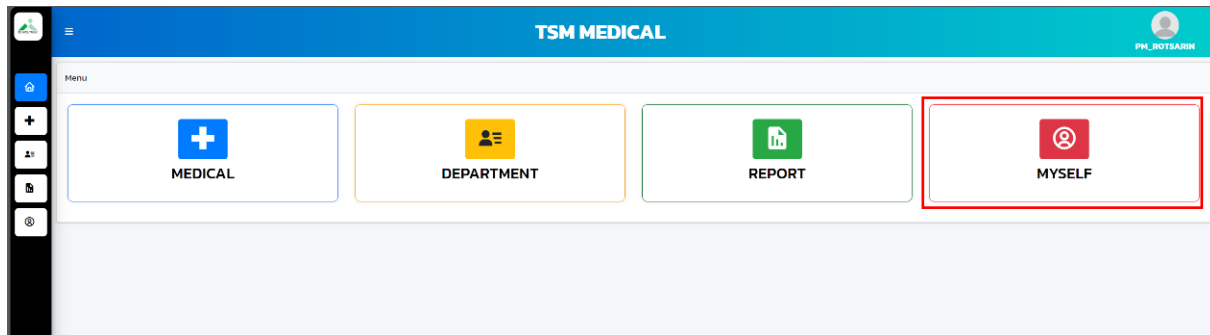 TSM MEDICAL
PM_ROTSARIN
Menu
MEDICAL
DEPARTMENT
REPORT
MYSELF